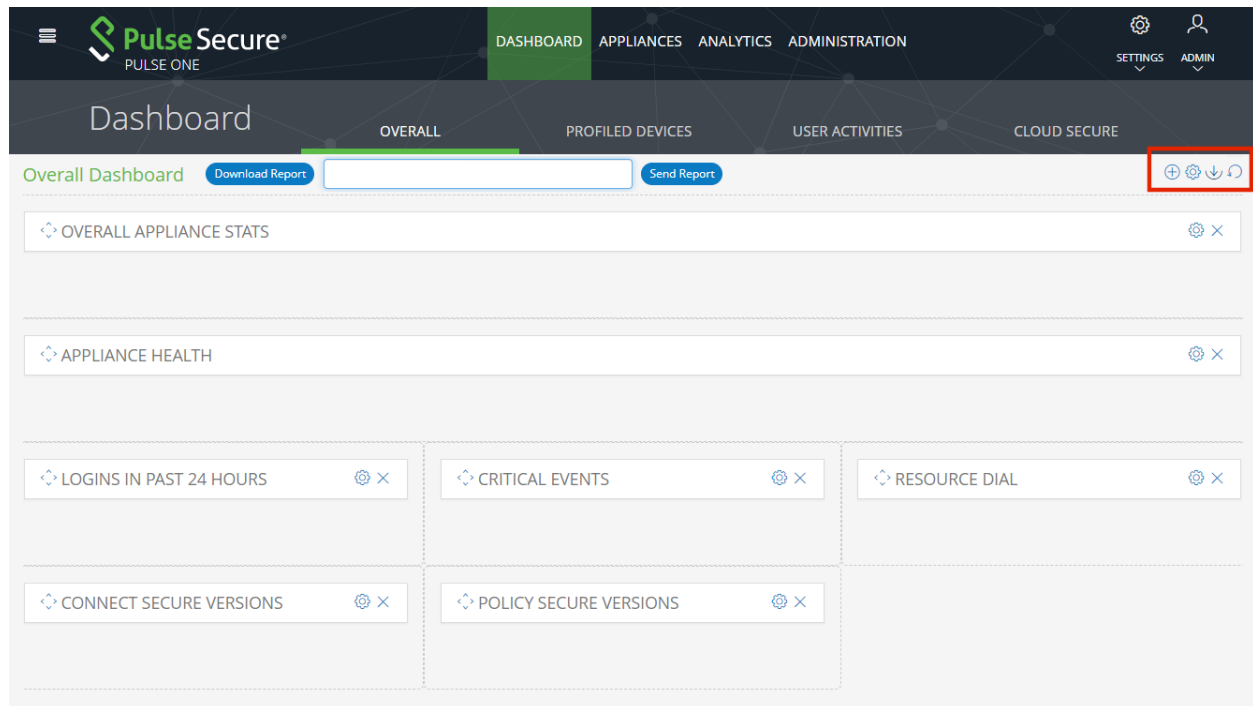 Pulse Secure®
PULSE ONE
DASHBOARD APPLIANCES ANALYTICS ADMINISTRATION
SETTINGS ADMIN
Dashboard
OVERALL PROFILED DEVICES USER ACTIVITIES CLOUD SECURE
Overall Dashboard Download Report Send Report
OVERALL APPLIANCE STATS
APPLIANCE HEALTH
LOGINS IN PAST 24 HOURS CRITICAL EVENTS RESOURCE DIAL
CONNECT SECURE VERSIONS POLICY SECURE VERSIONS